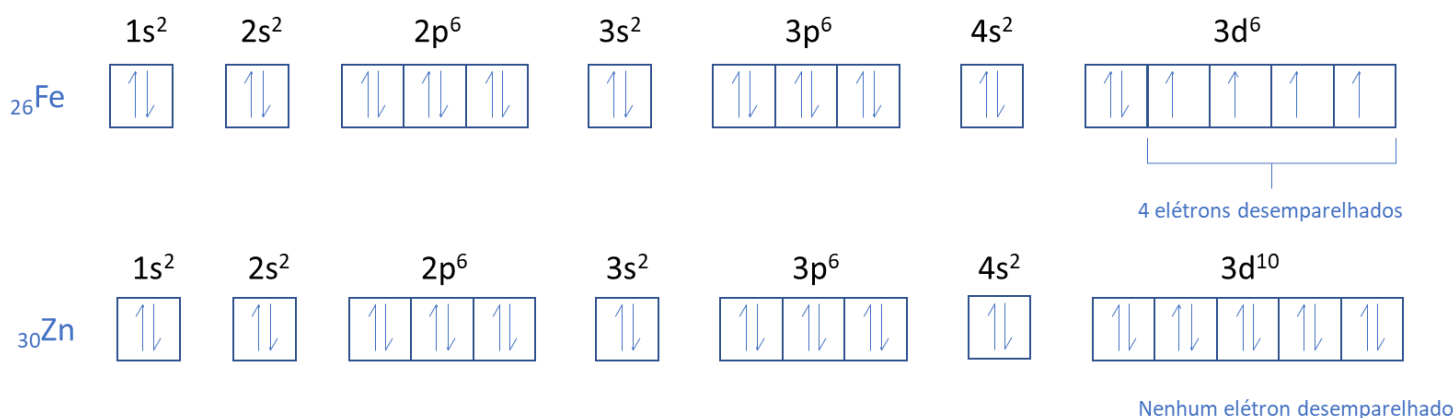 1s² 2s² 2p⁶ 3s² 3p⁶ 4s² 3d⁶
₂₆Fe
4 elétrons desemparelhados
1s² 2s² 2p⁶ 3s² 3p⁶ 4s² 3d¹⁰
₃₀Zn
Nenhum elétron desemparelhado